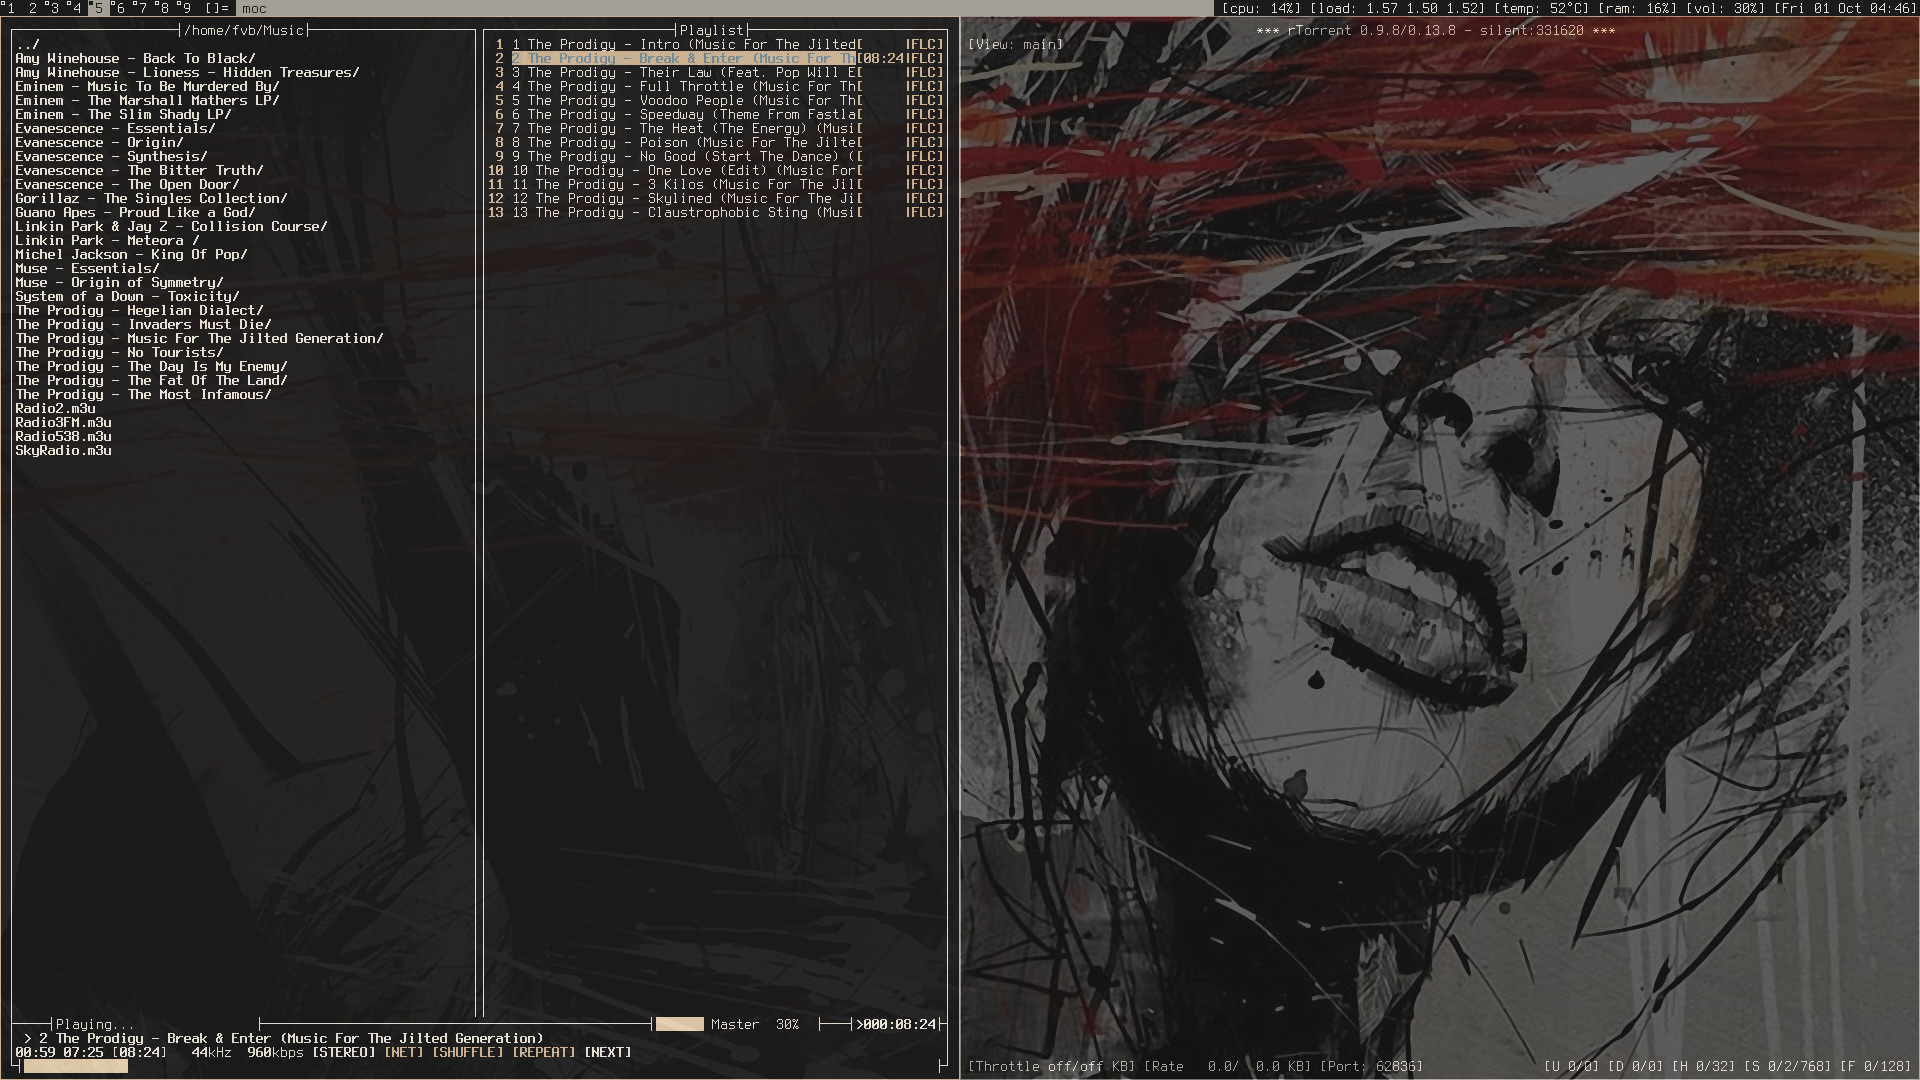 1 2 3 4 5 6 7 8 9 []= moc
[cpu: 14%] [load: 1.57 1.50 1.52] [temp: 52°C] [ram: 16%] [vol: 30%] [Fri 01 Oct 04:46]
/home/fvb/Music
../
Amy Winehouse - Back To Black/
Amy Winehouse - Lioness - Hidden Treasures/
Eminem - Music To Be Murdered By/
Eminem - The Marshall Mathers LP/
Eminem - The Slim Shady LP/
Evanescence - Essentials/
Evanescence - Origin/
Evanescence - Synthesis/
Evanescence - The Bitter Truth/
Evanescence - The Open Door/
Gorillaz - The Singles Collection/
Guano Apes - Proud Like a God/
Linkin Park & Jay Z - Collision Course/
Linkin Park - Meteora /
Michel Jackson - King Of Pop/
Muse - Essentials/
Muse - Origin of Symmetry/
System of a Down - Toxicity/
The Prodigy - Hegelian Dialect/
The Prodigy - Invaders Must Die/
The Prodigy - Music For The Jilted Generation/
The Prodigy - No Tourists/
The Prodigy - The Day Is My Enemy/
The Prodigy - The Fat Of The Land/
The Prodigy - The Most Infamous/
Radio2.m3u
Radio3FM.m3u
Radio538.m3u
SkyRadio.m3u
Playlist
1 1 The Prodigy - Intro (Music For The Jilted[ |FLC]
2 2 The Prodigy - Break & Enter (Music For Th[08:24|FLC]
3 3 The Prodigy - Their Law (Feat. Pop Will E[ |FLC]
4 4 The Prodigy - Full Throttle (Music For Th[ |FLC]
5 5 The Prodigy - Voodoo People (Music For Th[ |FLC]
6 6 The Prodigy - Speedway (Theme From Fastla[ |FLC]
7 7 The Prodigy - The Heat (The Energy) (Musi[ |FLC]
8 8 The Prodigy - Poison (Music For The Jilte[ |FLC]
9 9 The Prodigy - No Good (Start The Dance) ([ |FLC]
10 10 The Prodigy - One Love (Edit) (Music For[ |FLC]
11 11 The Prodigy - 3 Kilos (Music For The Jil[ |FLC]
12 12 The Prodigy - Skylined (Music For The Ji[ |FLC]
13 13 The Prodigy - Claustrophobic Sting (Musi[ |FLC]
Playing...
Master 30% >000:08:24
> 2 The Prodigy - Break & Enter (Music For The Jilted Generation)
00:59 07:25 [08:24] 44kHz 960kbps [STEREO] [NET] [SHUFFLE] [REPEAT] [NEXT]
*** rTorrent 0.9.8/0.13.8 - silent:331620 ***
[View: main]
[Throttle off/off KB] [Rate 0.0/ 0.0 KB] [Port: 62836] [U 0/0] [D 0/0] [H 0/32] [S 0/2/768] [F 0/128]